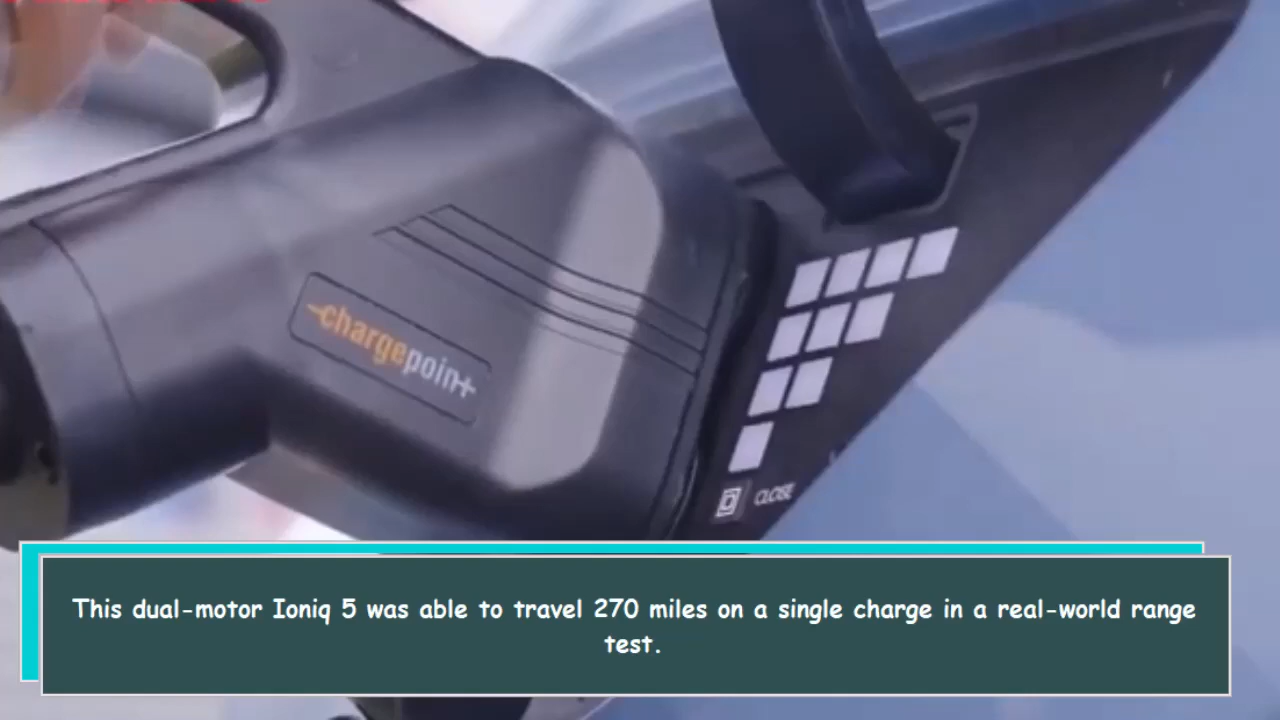 chargepoint
CLOSE
This dual-motor Ioniq 5 was able to travel 270 miles on a single charge in a real-world range
test.